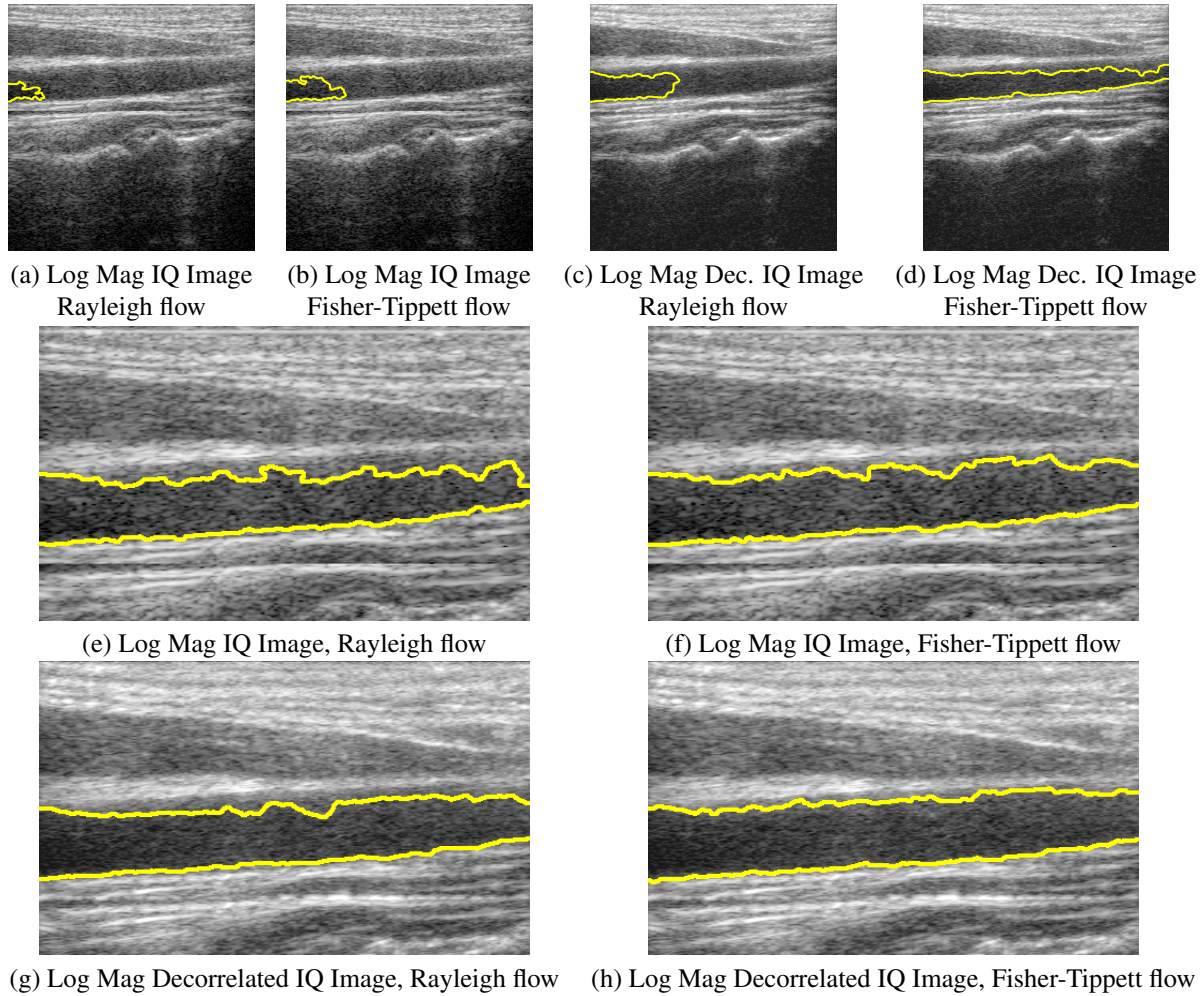 (a) Log Mag IQ Image
Rayleigh flow
(b) Log Mag IQ Image
Fisher-Tippett flow
(c) Log Mag Dec. IQ Image
Rayleigh flow
(d) Log Mag Dec. IQ Image
Fisher-Tippett flow
(e) Log Mag IQ Image, Rayleigh flow
(f) Log Mag IQ Image, Fisher-Tippett flow
(g) Log Mag Decorrelated IQ Image, Rayleigh flow
(h) Log Mag Decorrelated IQ Image, Fisher-Tippett flow